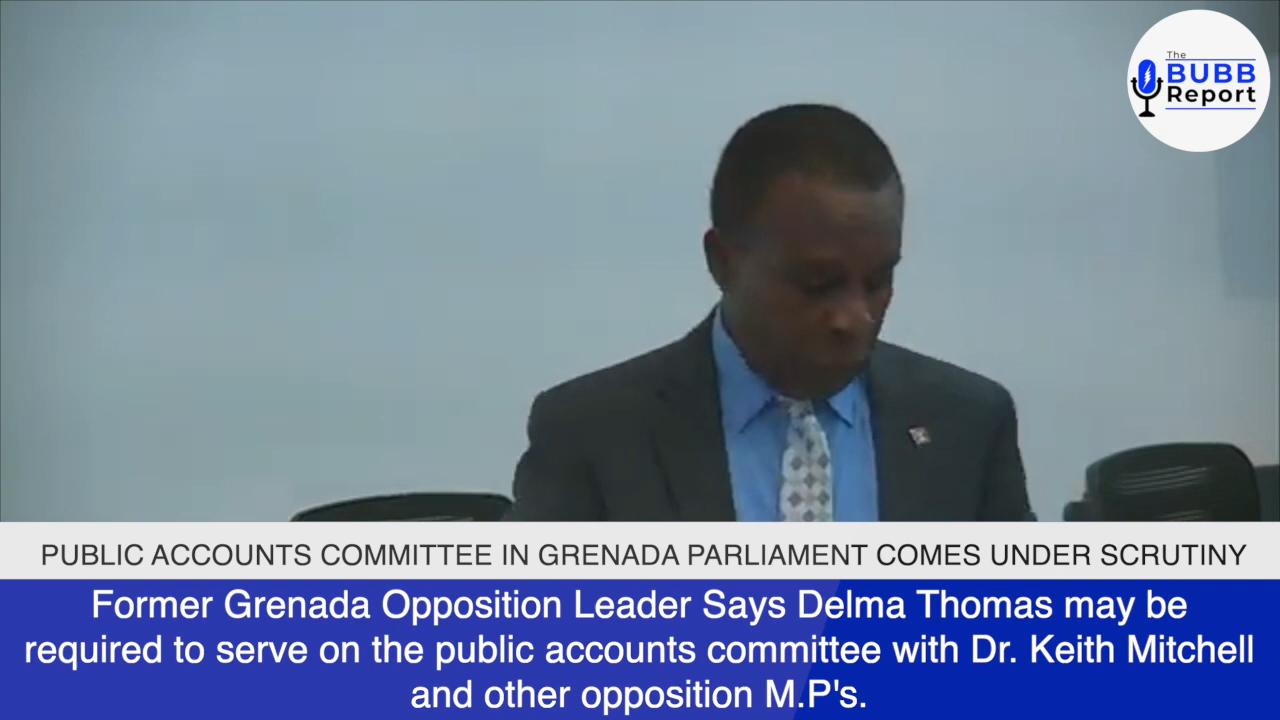 The
BUBB
Report
PUBLIC ACCOUNTS COMMITTEE IN GRENADA PARLIAMENT COMES UNDER SCRUTINY
Former Grenada Opposition Leader Says Delma Thomas may be
required to serve on the public accounts committee with Dr. Keith Mitchell
and other opposition M.P's.